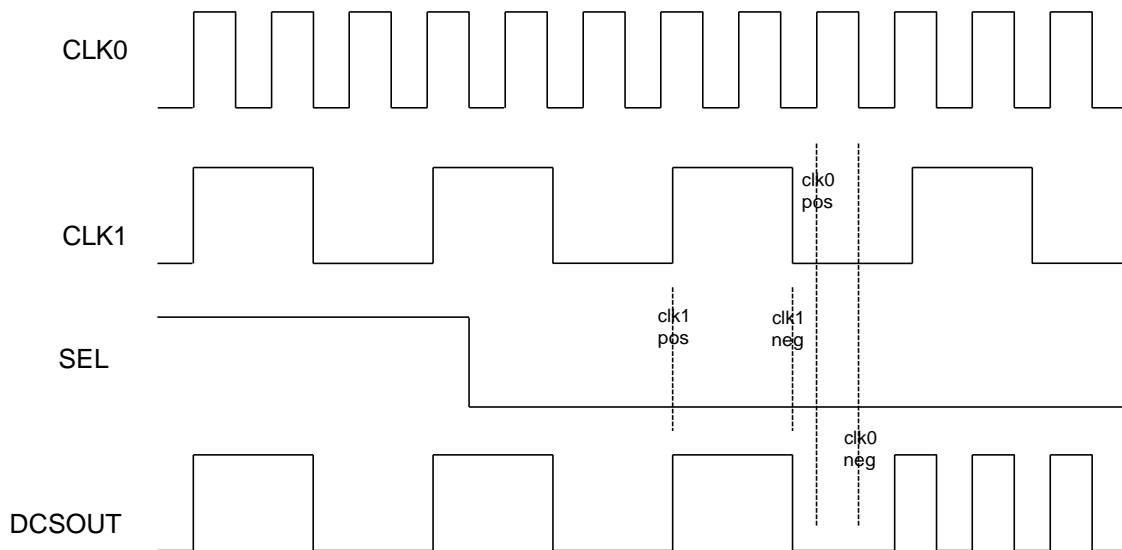 CLK0
clk0
pos
CLK1
clk1
pos
clk1
neg
SEL
clk0
neg
DCSOUT